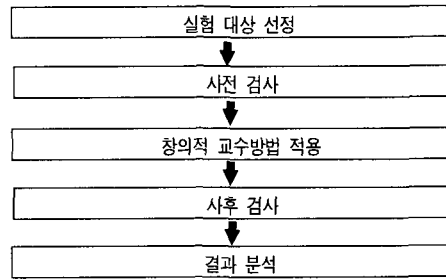 실험 대상 선정
사전 검사
창의적 교수방법 적용
사후 검사
결과 분석